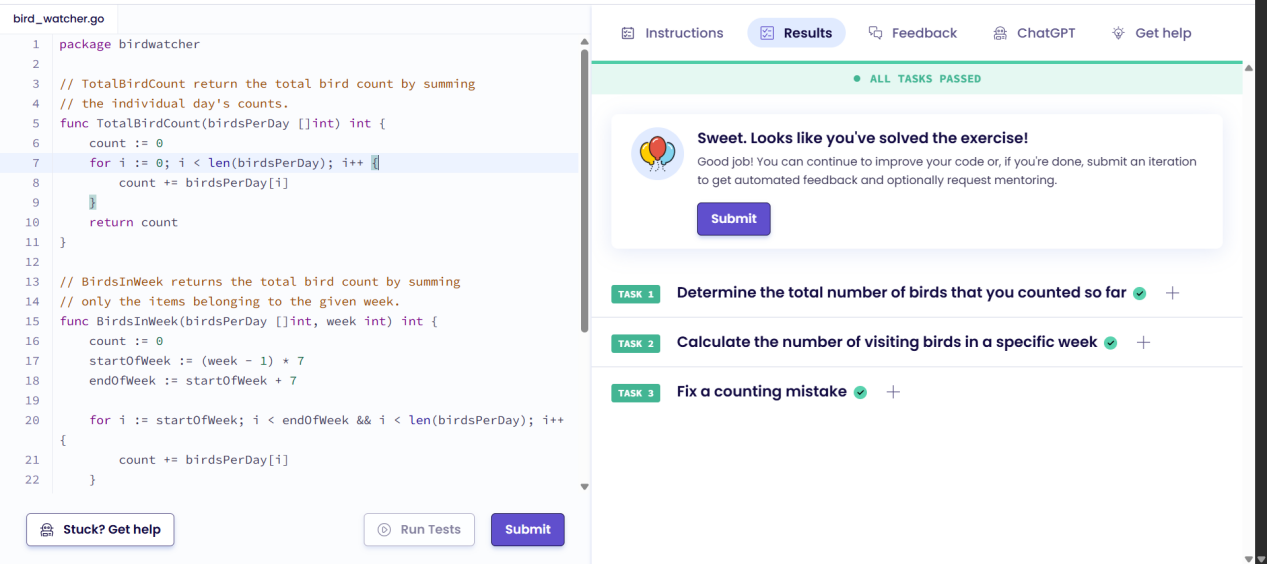 bird_watcher.go
1 package birdwatcher
2
3 // TotalBirdCount return the total bird count by summing
4 // the individual day's counts.
5 func TotalBirdCount(birdsPerDay []int) int {
6     count := 0
7     for i := 0; i < len(birdsPerDay); i++ {
8         count += birdsPerDay[i]
9     }
10     return count
11 }
12
13 // BirdsInWeek returns the total bird count by summing
14 // only the items belonging to the given week.
15 func BirdsInWeek(birdsPerDay []int, week int) int {
16     count := 0
17     startOfWeek := (week - 1) * 7
18     endOfWeek := startOfWeek + 7
19
20     for i := startOfWeek; i < endOfWeek && i < len(birdsPerDay); i++
{
21         count += birdsPerDay[i]
22     }
Stuck? Get help
Run Tests
Submit
Instructions
Results
Feedback
ChatGPT
Get help
ALL TASKS PASSED
Sweet. Looks like you've solved the exercise!
Good job! You can continue to improve your code or, if you're done, submit an iteration
to get automated feedback and optionally request mentoring.
Submit
TASK 1 Determine the total number of birds that you counted so far
TASK 2 Calculate the number of visiting birds in a specific week
TASK 3 Fix a counting mistake